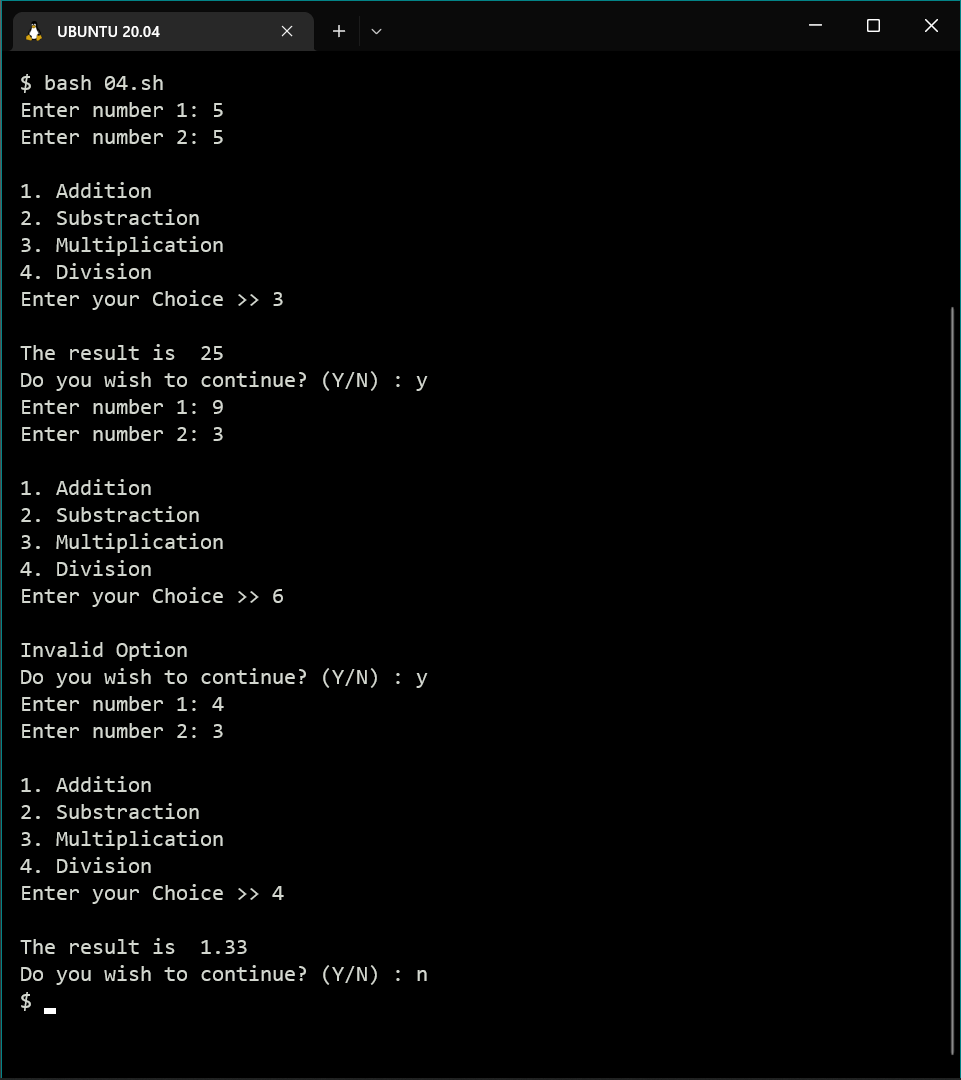 UBUNTU 20.04
$ bash 04.sh
Enter number 1: 5
Enter number 2: 5
1. Addition
2. Substraction
3. Multiplication
4. Division
Enter your Choice >> 3
The result is  25
Do you wish to continue? (Y/N) : y
Enter number 1: 9
Enter number 2: 3
1. Addition
2. Substraction
3. Multiplication
4. Division
Enter your Choice >> 6
Invalid Option
Do you wish to continue? (Y/N) : y
Enter number 1: 4
Enter number 2: 3
1. Addition
2. Substraction
3. Multiplication
4. Division
Enter your Choice >> 4
The result is  1.33
Do you wish to continue? (Y/N) : n
$